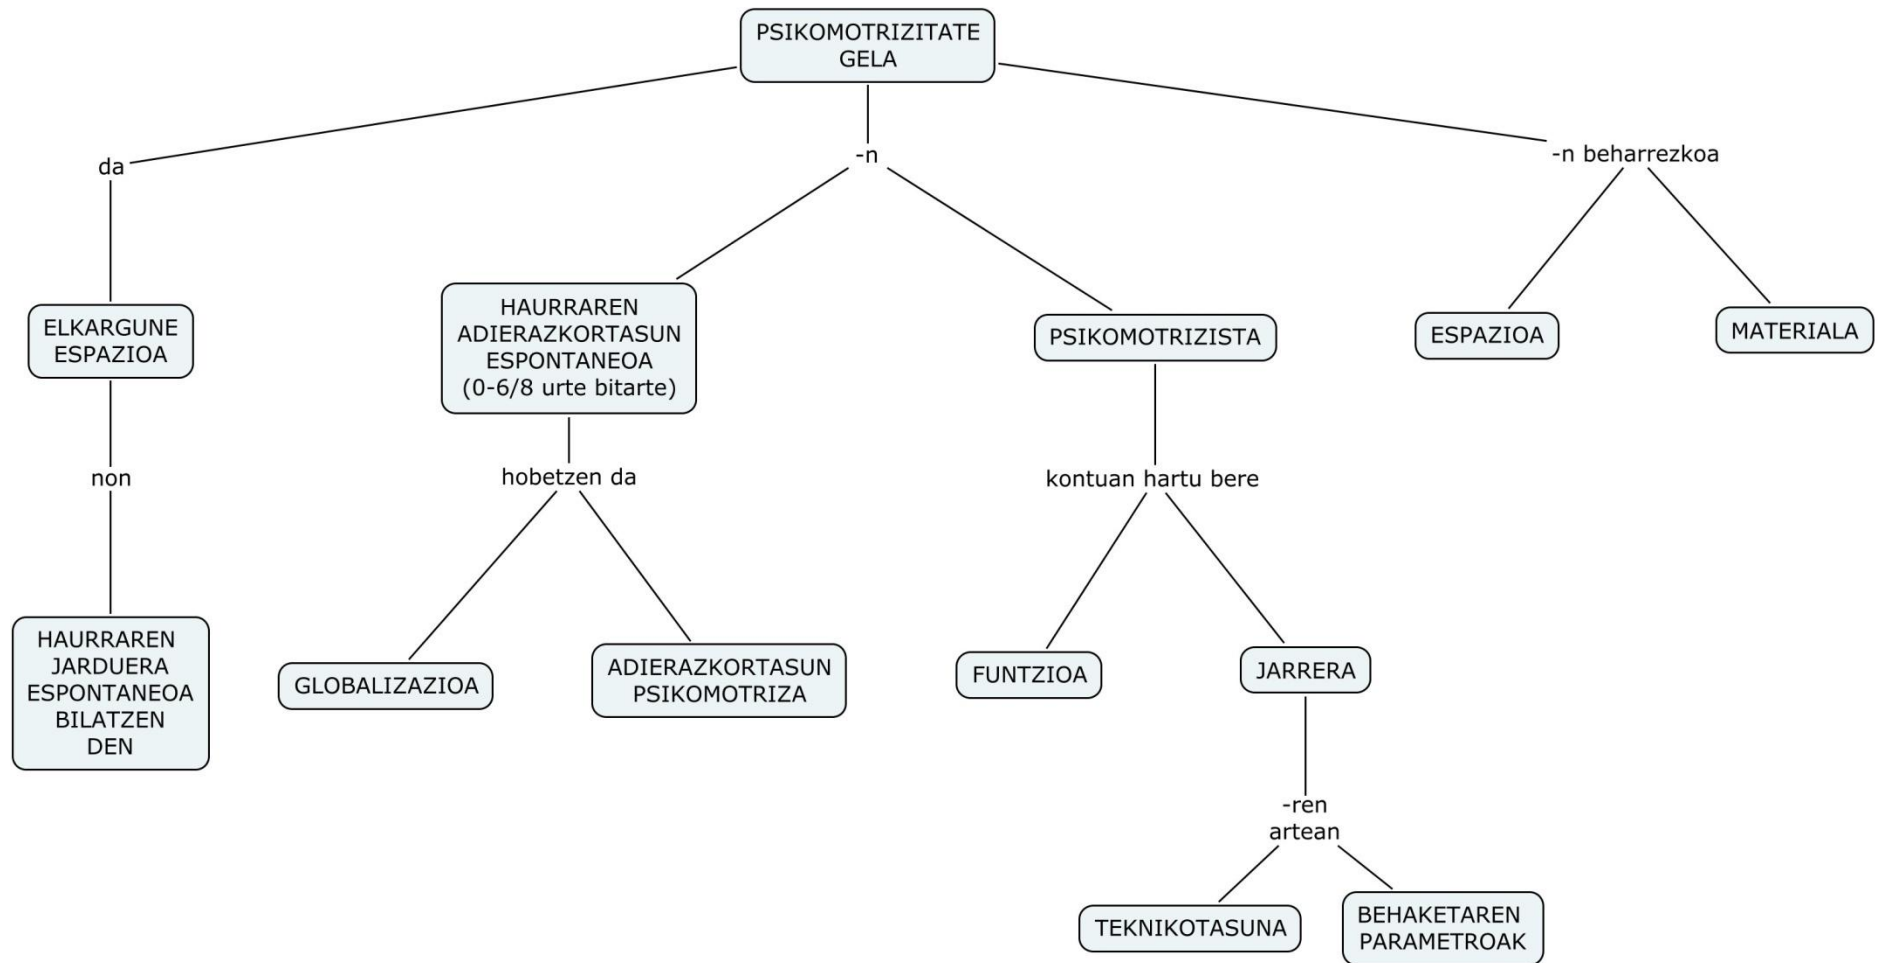 PSIKOMOTRIZITATE
GELA
da
-n
-n beharrezkoa
ELKARGUNE
ESPAZIOA
HAURRAREN
ADIERAZKORTASUN
ESPONTANEOA
(0-6/8 urte bitarte)
PSIKOMOTRIZISTA
ESPAZIOA
MATERIALA
non
hobetzen da
kontuan hartu bere
HAURRAREN
JARDUERA
ESPONTANEOA
BILATZEN
DEN
GLOBALIZAZIOA
ADIERAZKORTASUN
PSIKOMOTRIZA
FUNTZIOA
JARRERA
-ren
artean
TEKNIKOTASUNA
BEHAKETAREN
PARAMETROAK